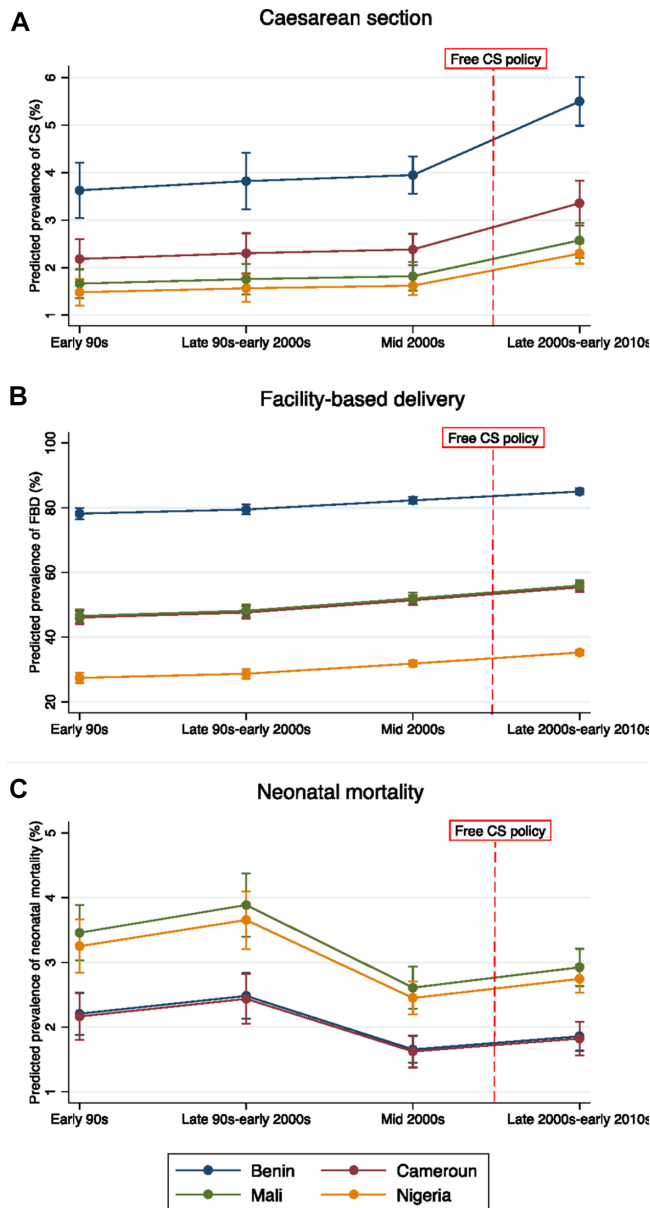 A
Caesarean section
Free CS policy
Predicted prevalence of CS (%)
6
5
4
3
2
1
Early 90s
Late 90s-early 2000s
Mid 2000s
Late 2000s-early 2010s
B
Facility-based delivery
Free CS policy
Predicted prevalence of FBD (%)
100
80
60
40
20
Early 90s
Late 90s-early 2000s
Mid 2000s
Late 2000s-early 2010s
C
Neonatal mortality
Free CS policy
Predicted prevalence of neonatal mortality (%)
5
4
3
2
1
Early 90s
Late 90s-early 2000s
Mid 2000s
Late 2000s-early 2010s
Benin
Cameroun
Mali
Nigeria